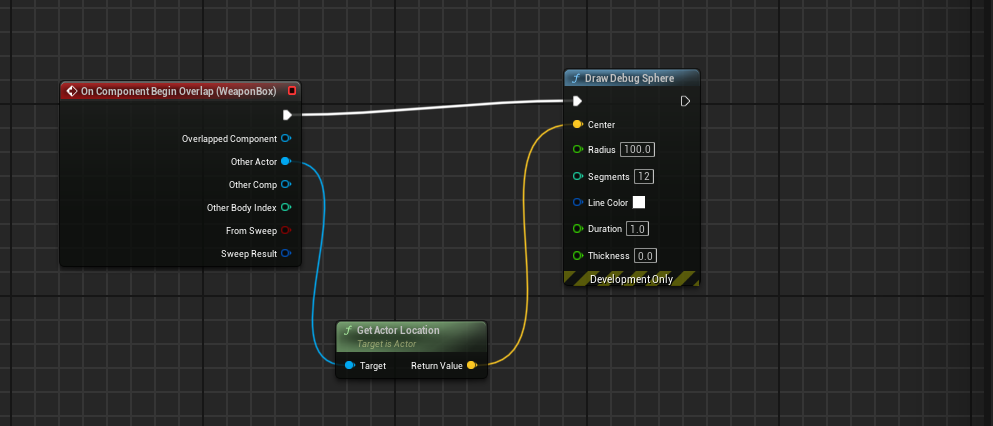 On Component Begin Overlap (WeaponBox)
Overlapped Component
Other Actor
Other Comp
Other Body Index
From Sweep
Sweep Result
f Get Actor Location
Target is Actor
Target Return Value
f Draw Debug Sphere
Center
Radius 100.0
Segments 12
Line Color
Duration 1.0
Thickness 0.0
Development Only